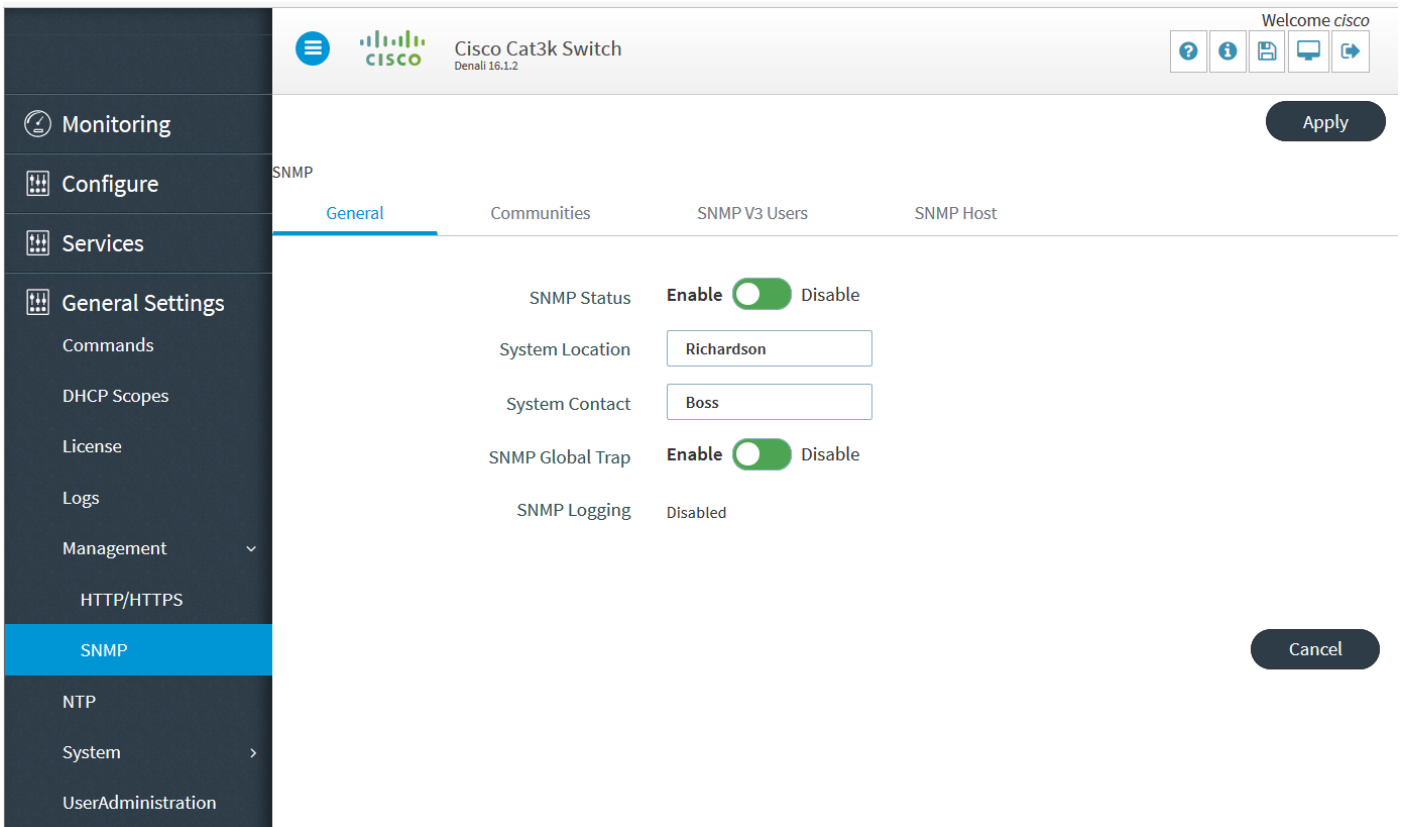 Welcome cisco
CISCO
Cisco Cat3k Switch
Denali 16.1.2
Monitoring
Configure
Services
General Settings
Commands
DHCP Scopes
License
Logs
Management
HTTP/HTTPS
SNMP
NTP
System
UserAdministration
Apply
SNMP
General Communities SNMP V3 Users SNMP Host
SNMP Status Enable Disable
System Location Richardson
System Contact Boss
SNMP Global Trap Enable Disable
SNMP Logging Disabled
Cancel